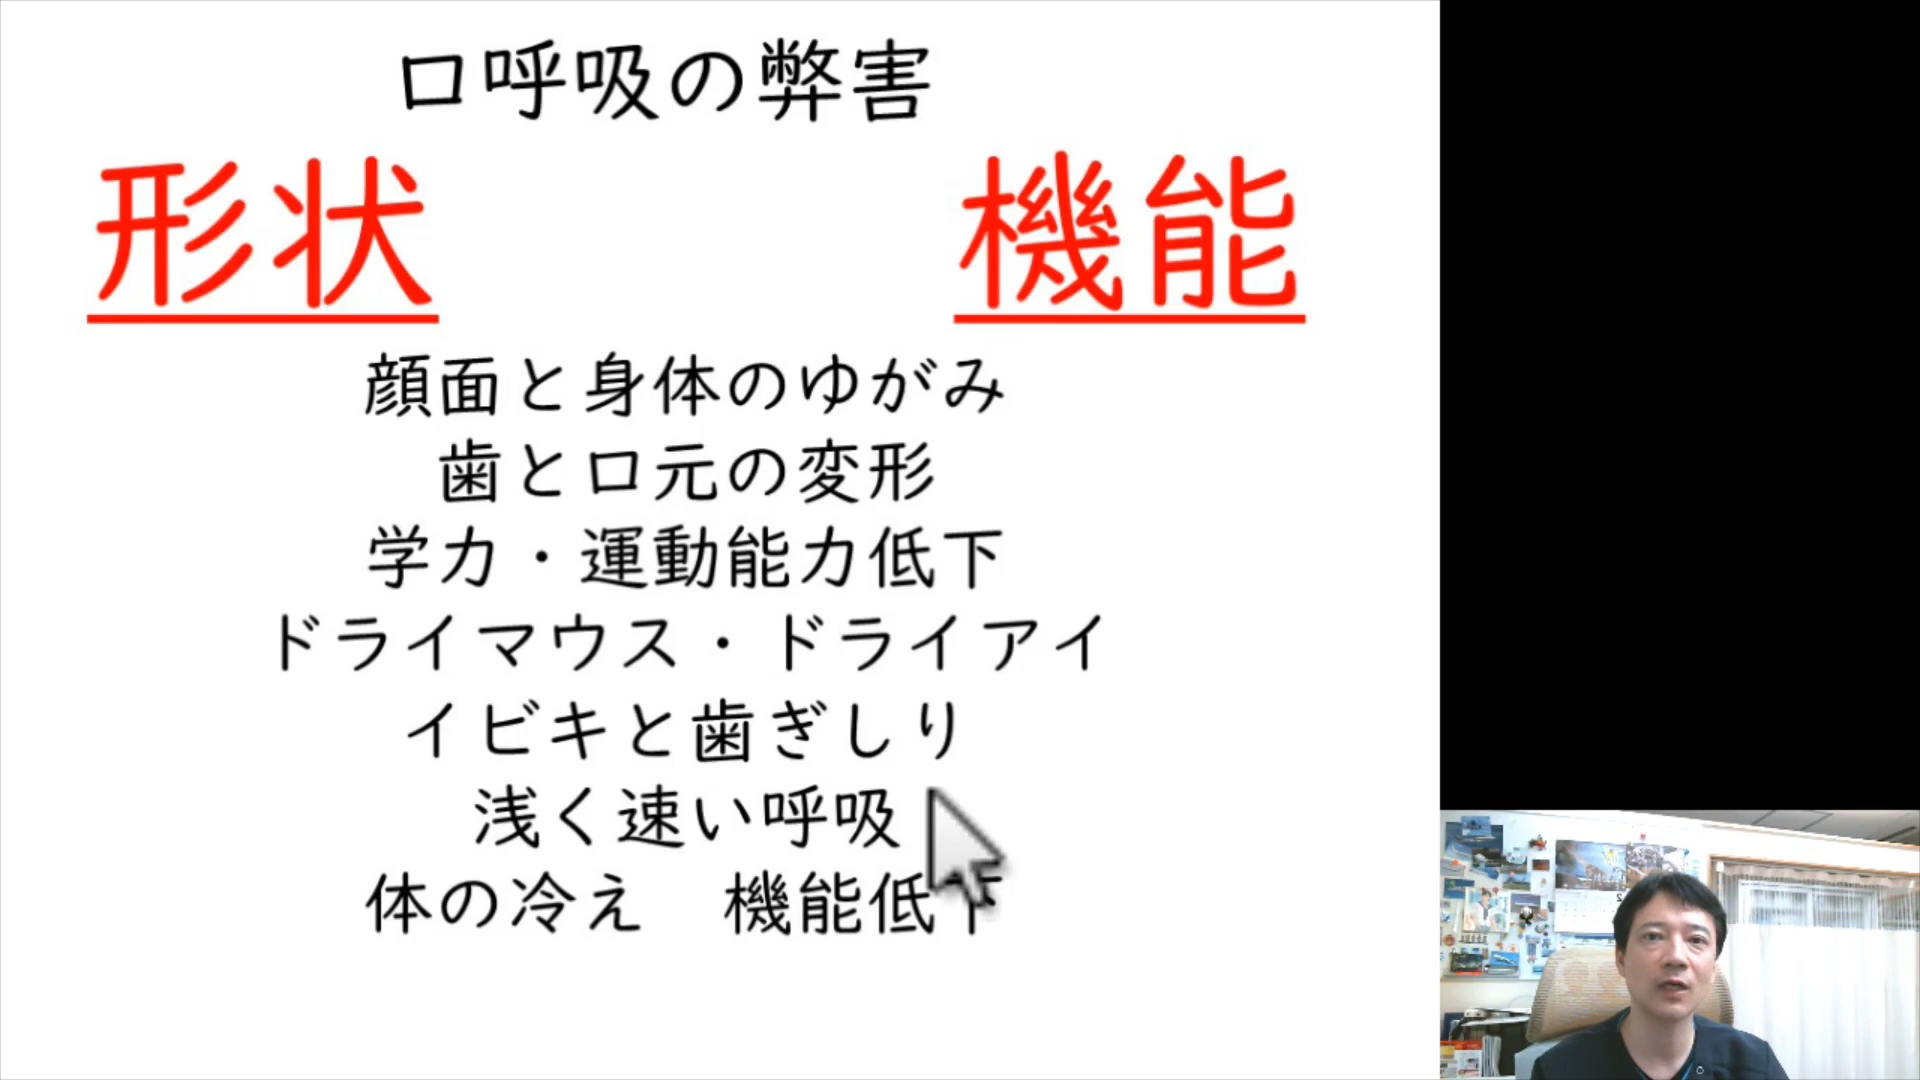 口呼吸の弊害
形状 機能
顔面と身体のゆがみ
歯と口元の変形
学力・運動能力低下
ドライマウス・ドライアイ
イビキと歯ぎしり
浅く速い呼吸
体の冷え 機能低下